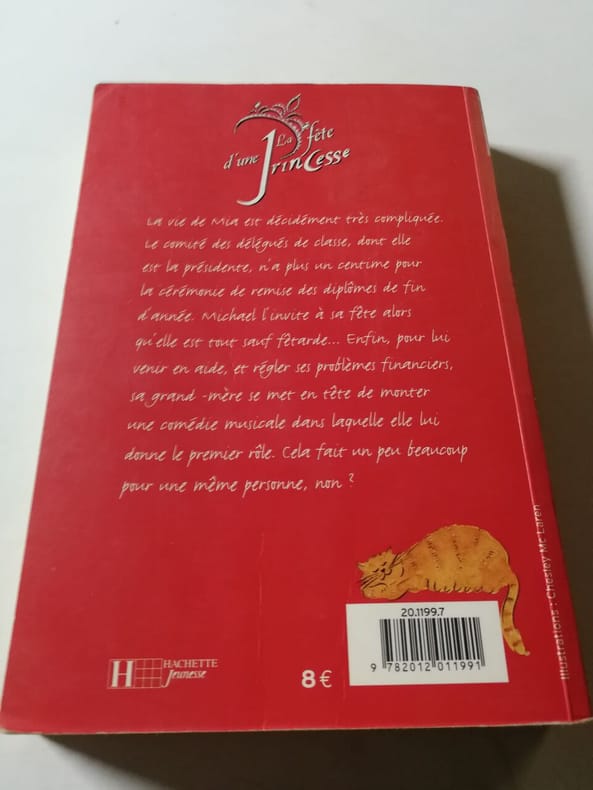 La fête
d'une Princesse
La vie de Mia est décidément très compliquée.
Le comité des délégués de classe, dont elle
est la présidente, n'a plus un centime pour
la cérémonie de remise des diplômes de fin
d'année. Michael l'invite à sa fête alors
qu'elle est tout sauf fêtarde... Enfin, pour lui
venir en aide, et régler ses problèmes financiers,
sa grand -mère se met en tête de monter
une comédie musicale dans laquelle elle lui
donne le premier rôle. Cela fait un peu beaucoup
pour une même personne, non ?
Illustrations : Chesley Mc Laren
20.1199.7
9 782012 011991
8 €
H HACHETTE
Jeunesse